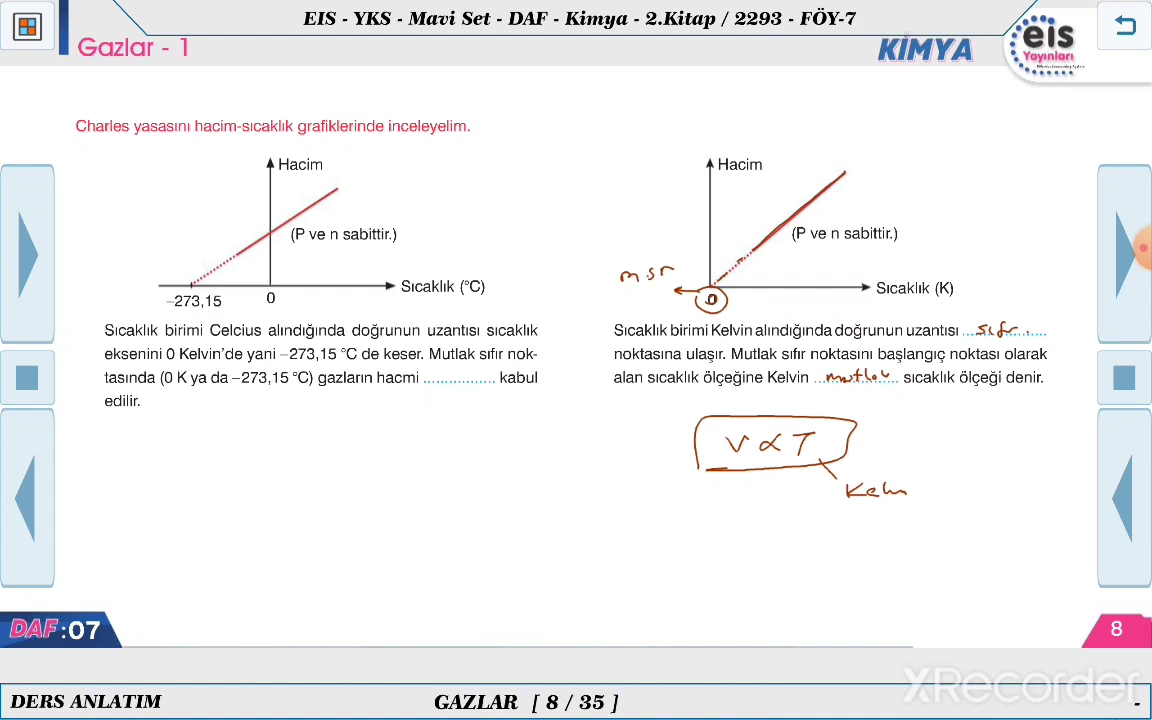 EIS - YKS - Mavi Set - DAF - Kimya - 2.Kitap / 2293 - FÖY-7
Gazlar - 1
KİMYA
eis
Yayınları
Charles yasasını hacim-sıcaklık grafiklerinde inceleyelim.
Hacim
(P ve n sabittir.)
Sıcaklık (°C)
−273,15
0
Sıcaklık birimi Celcius alındığında doğrunun uzantısı sıcaklık
eksenini 0 Kelvin’de yani −273,15 °C de keser. Mutlak sıfır nok-
tasında (0 K ya da −273,15 °C) gazların hacmi ................. kabul
edilir.
Hacim
(P ve n sabittir.)
Sıcaklık (K)
0
Sıcaklık birimi Kelvin alındığında doğrunun uzantısı ...sıfır...
noktasına ulaşır. Mutlak sıfır noktasını başlangıç noktası olarak
alan sıcaklık ölçeğine Kelvin ...mutlak... sıcaklık ölçeği denir.
V ∝ T
DAF :07
8
XRecorder
DERS ANLATIM
GAZLAR [ 8 / 35 ]
-